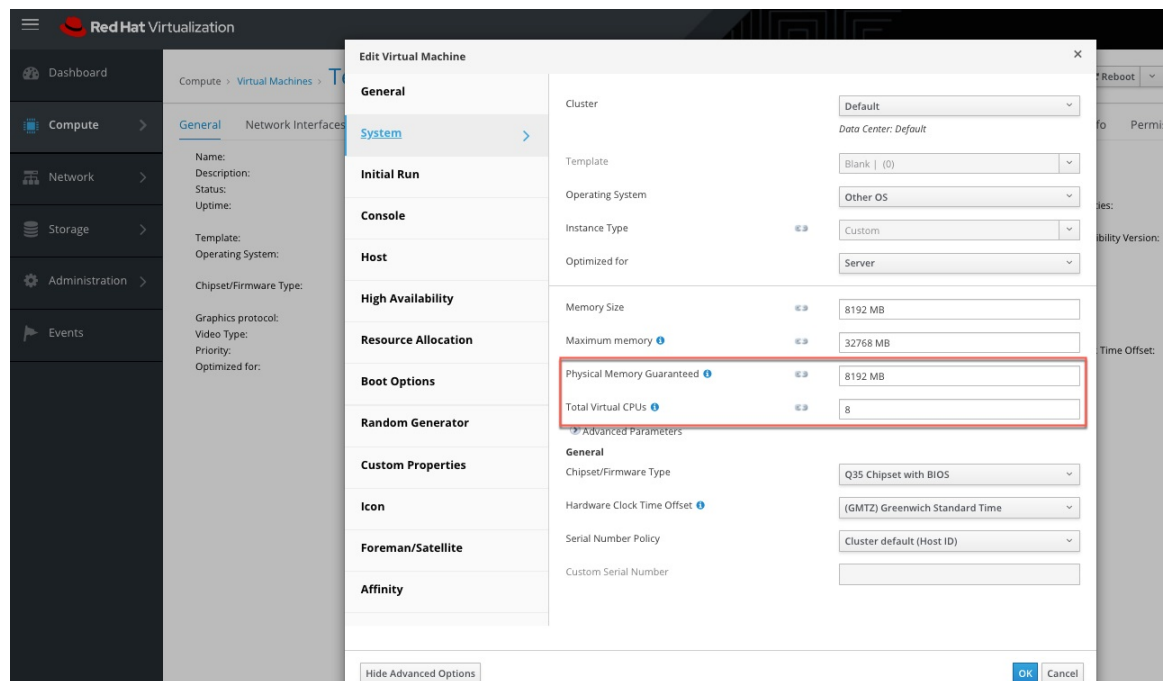 Red Hat Virtualization
Dashboard
Compute
Network
Storage
Administration
Events
Compute > Virtual Machines > Te
Reboot
General Network Interfaces
fo Permi
Name:
Description:
Status:
Uptime:
Template:
Operating System:
Chipset/Firmware Type:
Graphics protocol:
Video Type:
Priority:
Optimized for:
ties:
ibility Version:
Time Offset:
Edit Virtual Machine
General
System
Initial Run
Console
Host
High Availability
Resource Allocation
Boot Options
Random Generator
Custom Properties
Icon
Foreman/Satellite
Affinity
Cluster Default
Data Center: Default
Template Blank | (0)
Operating System Other OS
Instance Type Custom
Optimized for Server
Memory Size 8192 MB
Maximum memory 32768 MB
Physical Memory Guaranteed 8192 MB
Total Virtual CPUs 8
Advanced Parameters
General
Chipset/Firmware Type Q35 Chipset with BIOS
Hardware Clock Time Offset (GMTZ) Greenwich Standard Time
Serial Number Policy Cluster default (Host ID)
Custom Serial Number
Hide Advanced Options OK Cancel